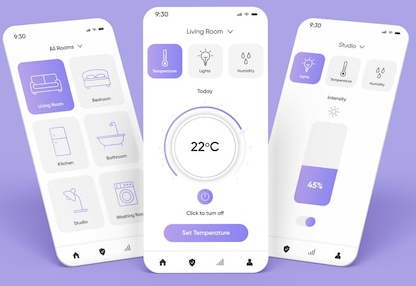 9:30
All Rooms
Living Room
Bedroom
Kitchen
Bathroom
Studio
Washing Room
9:30
Living Room
Temperature
Lights
Humidity
Today
22°C
Click to turn off
Set Temperature
9:30
Studio
Lights
Temperature
Humidity
Intensity
45%